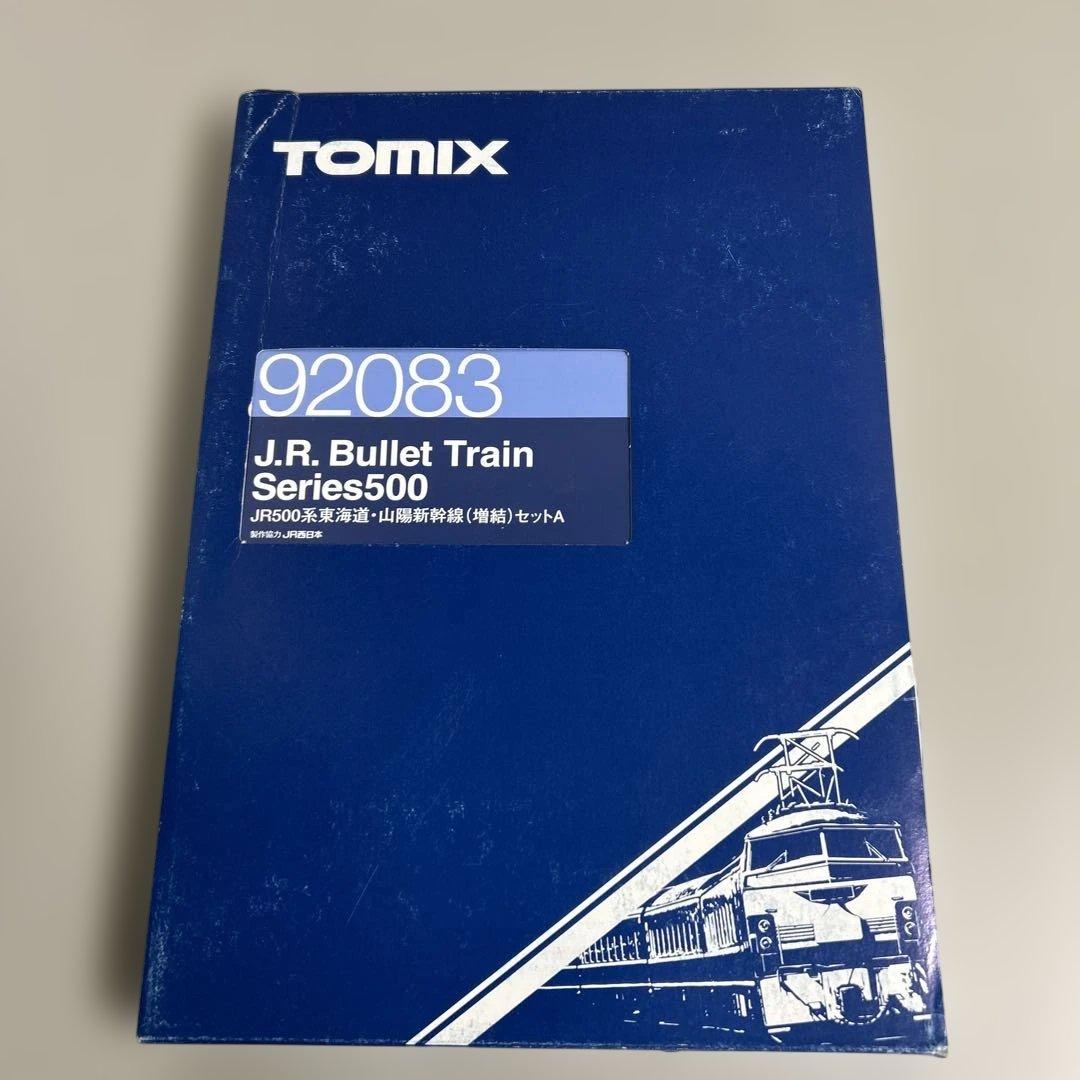 TOMIX
92083
J.R. Bullet Train
Series500
JR500系東海道・山陽新幹線(増結)セットA
製作協力 JR西日本